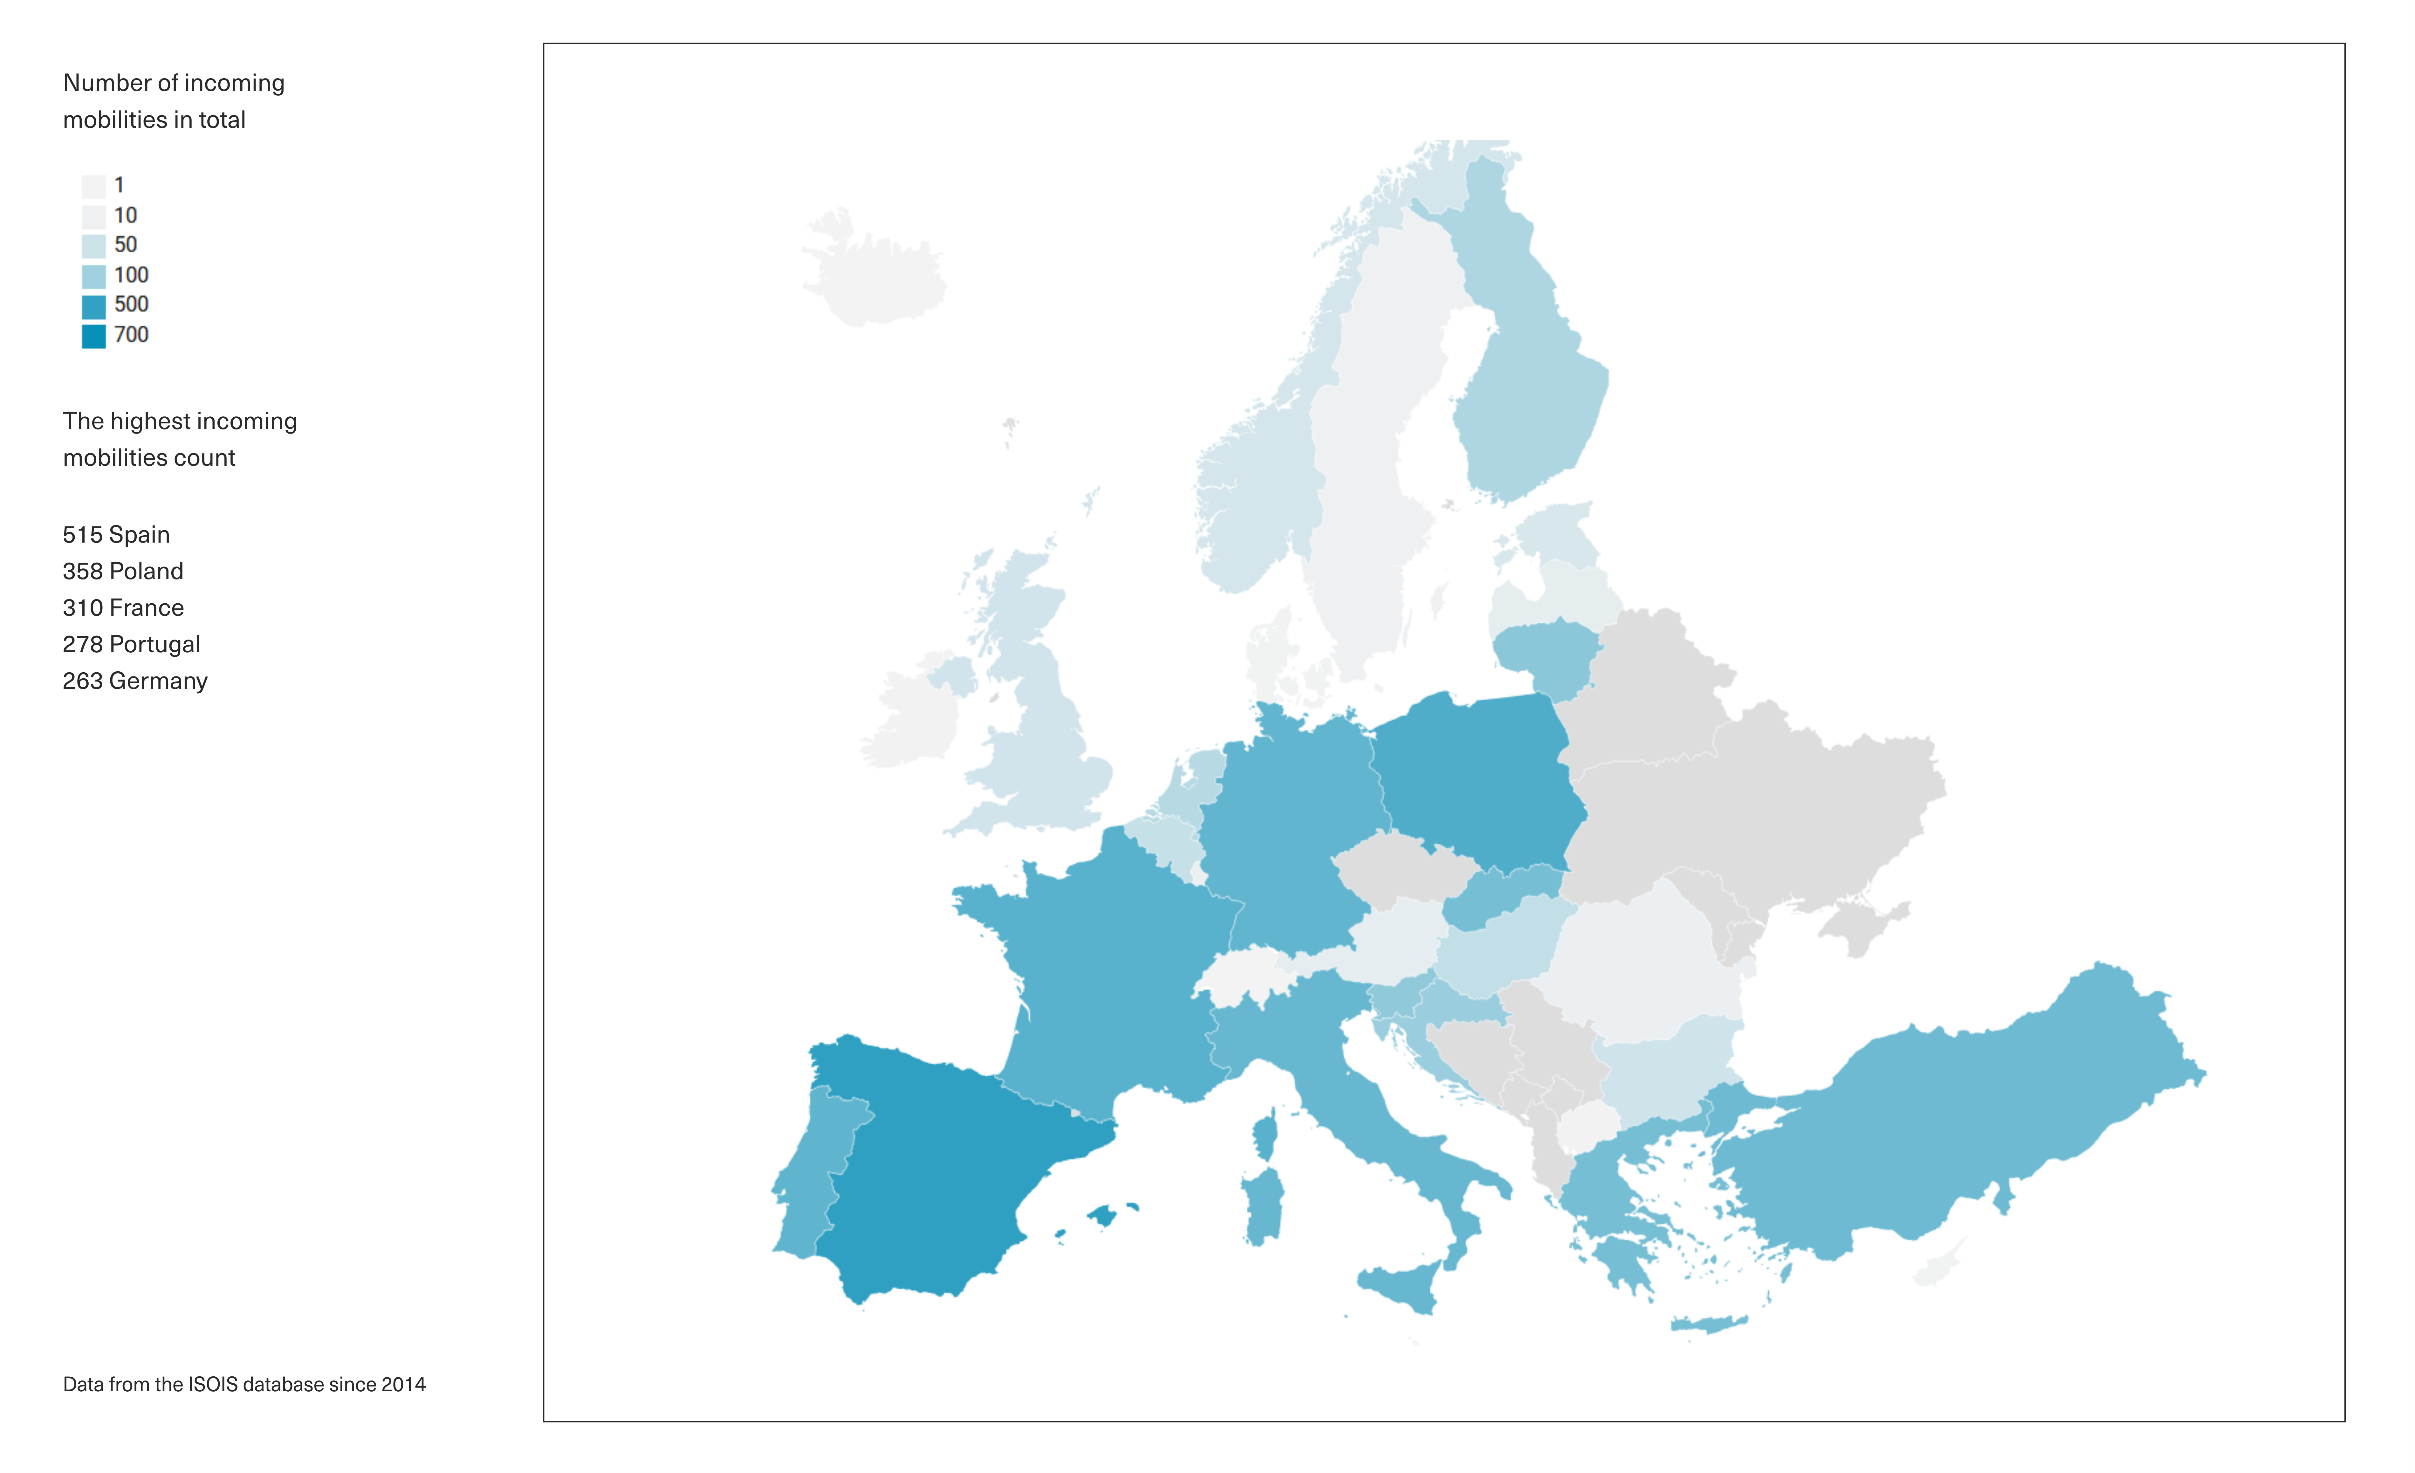 Number of incoming
mobilities in total
1
10
50
100
500
700
The highest incoming
mobilities count
515 Spain
358 Poland
310 France
278 Portugal
263 Germany
Data from the ISOIS database since 2014